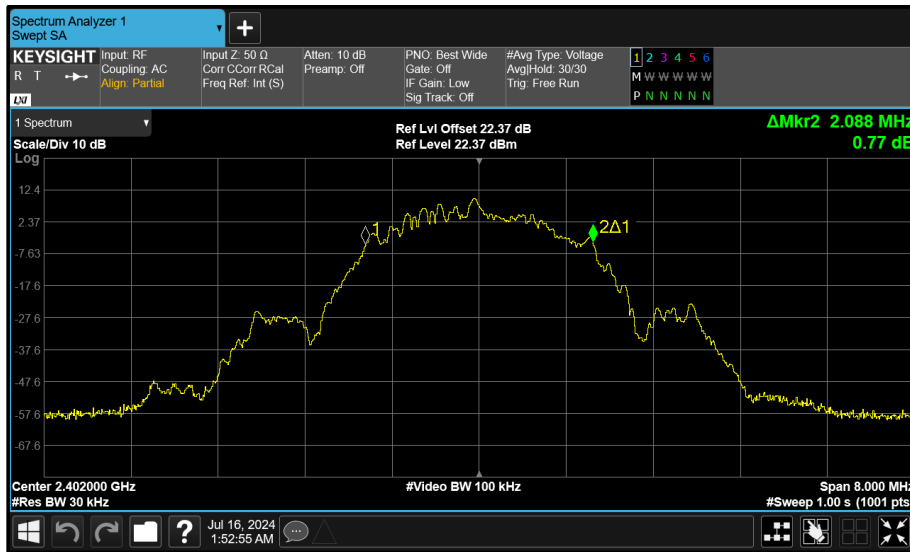 Spectrum Analyzer 1
Swept SA
KEYSIGHT
R T
LXI
Input: RF
Coupling: AC
Align: Partial
Input Z: 50 Ω
Corr CCorr RCal
Freq Ref: Int (S)
Atten: 10 dB
Preamp: Off
PNO: Best Wide
Gate: Off
IF Gain: Low
Sig Track: Off
#Avg Type: Voltage
Avg|Hold: 30/30
Trig: Free Run
1 2 3 4 5 6
M W W W W W
P N N N N N
1 Spectrum
Scale/Div 10 dB
Log
Ref Lvl Offset 22.37 dB
Ref Level 22.37 dBm
ΔMkr2 2.088 MHz
0.77 dB
12.4
2.37
-7.63
-17.6
-27.6
-37.6
-47.6
-57.6
-67.6
1
2Δ1
Center 2.402000 GHz
#Res BW 30 kHz
#Video BW 100 kHz
Span 8.000 MHz
#Sweep 1.00 s (1001 pts
?
Jul 16, 2024
1:52:55 AM